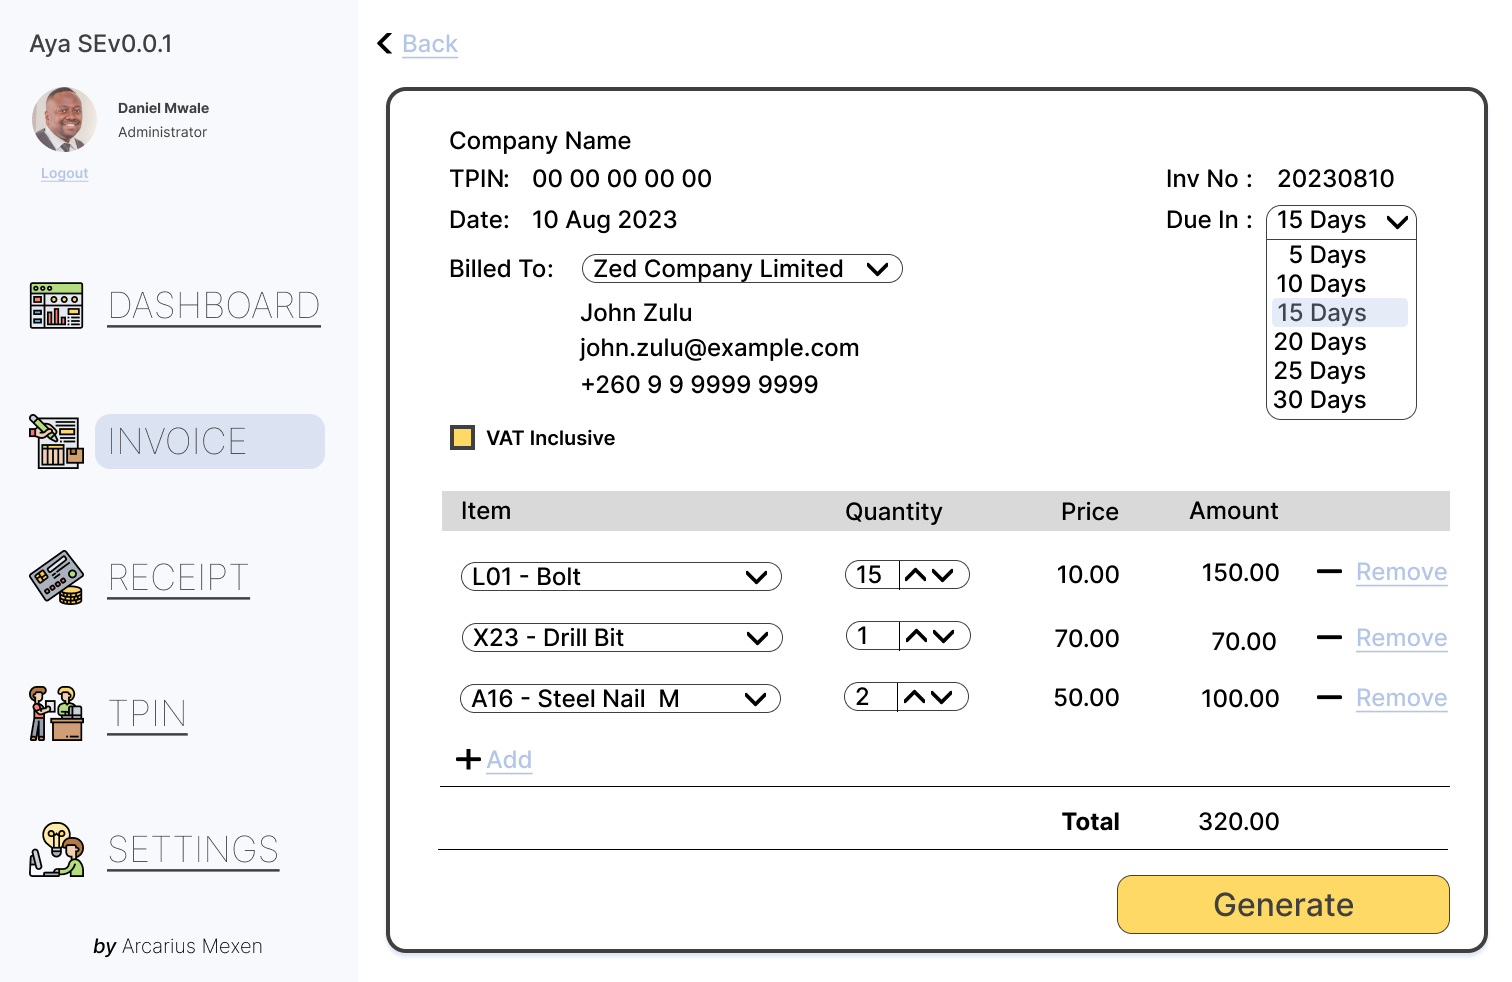 Aya SEv0.0.1
Daniel Mwale
Administrator
Logout
DASHBOARD
INVOICE
RECEIPT
TPIN
SETTINGS
by Arcarius Mexen
Back
Company Name
TPIN: 00 00 00 00 00
Inv No : 20230810
Date: 10 Aug 2023
Due In : 15 Days
5 Days
10 Days
15 Days
20 Days
25 Days
30 Days
Billed To: Zed Company Limited
John Zulu
john.zulu@example.com
+260 9 9 9999 9999
VAT Inclusive
Item Quantity Price Amount
L01 - Bolt 15 10.00 150.00 Remove
X23 - Drill Bit 1 70.00 70.00 Remove
A16 - Steel Nail M 2 50.00 100.00 Remove
Add
Total 320.00
Generate